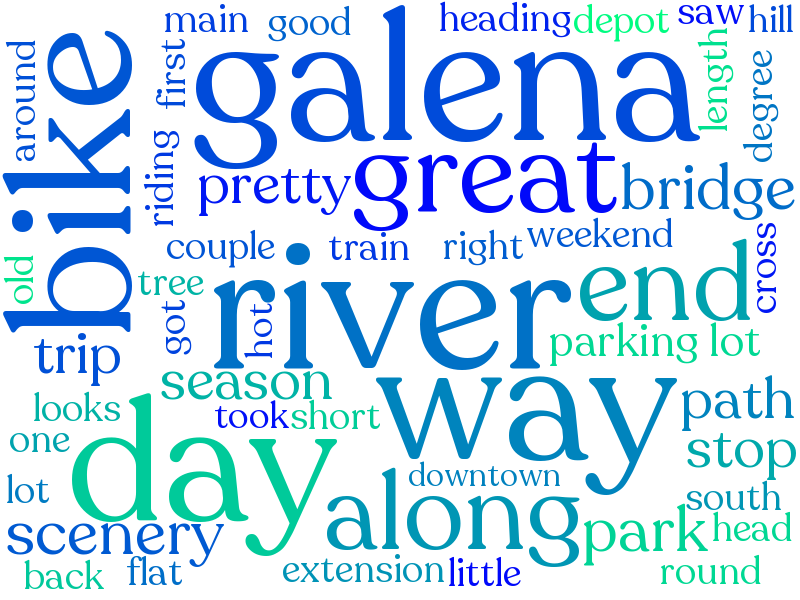 main
good
heading
depot
saw
hill
around
bike
first
galena
length
degree
riding
pretty
great
bridge
couple
train
right
weekend
cross
old
tree
got
hot
river
end
trip
parking lot
season
way
looks
took
short
path
one
day
stop
lot
downtown
along
south
scenery
park
head
back
flat
extension
little
round